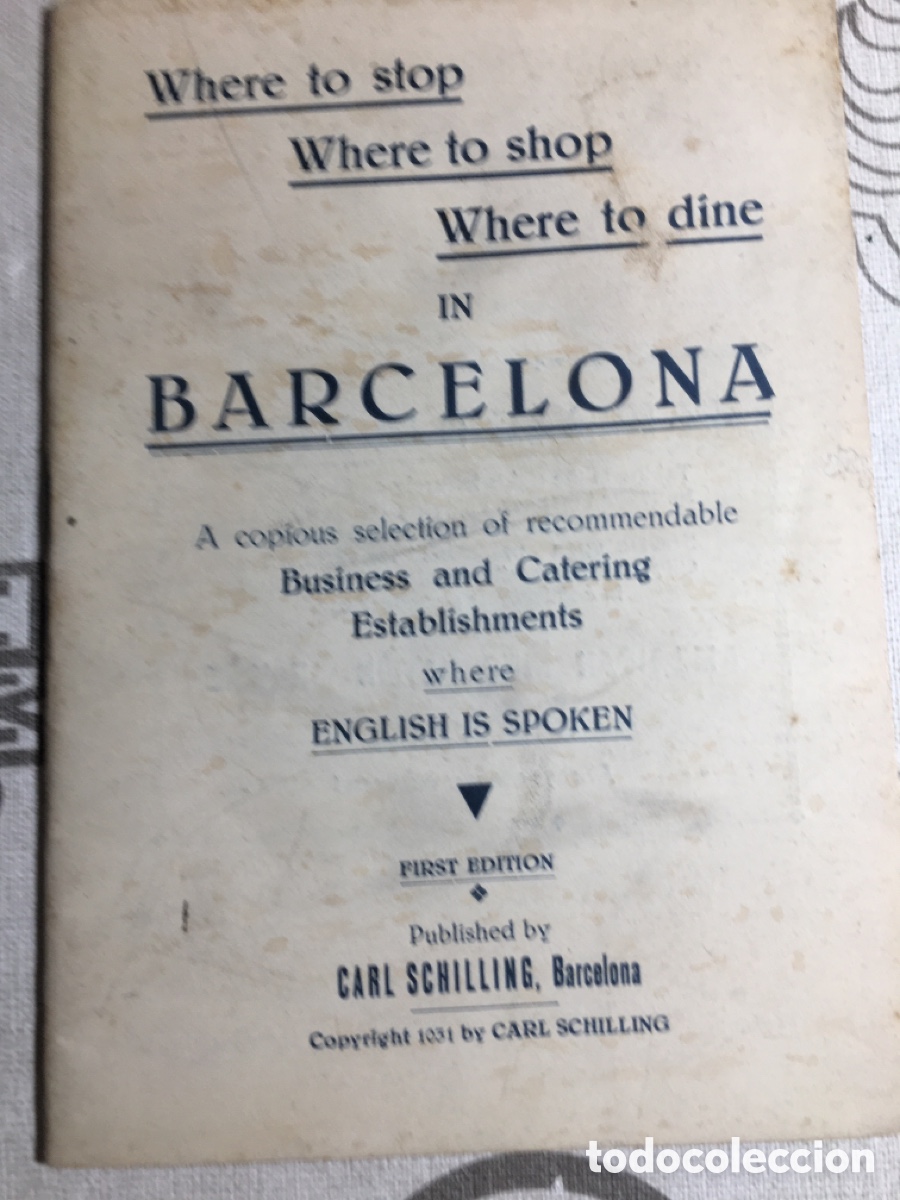 Where to stop
Where to shop
Where to dine
IN
BARCELONA
A copious selection of recommendable
Business and Catering
Establishments
where
ENGLISH IS SPOKEN
FIRST EDITION
Published by
CARL SCHILLING, Barcelona
Copyright 1931 by CARL SCHILLING
todocoleccion